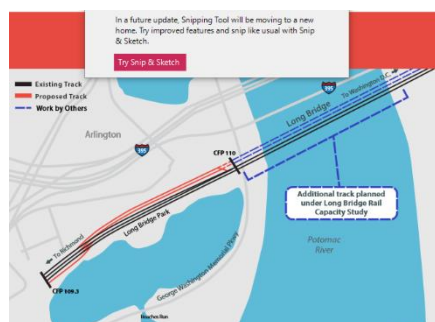 In a future update, Snipping Tool will be moving to a new
home. Try improved features and snip like usual with Snip
& Sketch.
Try Snip & Sketch
Existing Track
Proposed Track
Work by Others
395
To Washington D.C.
Long Bridge
Arlington
395
CFP 110
Additional track planned
under Long Bridge Rail
Capacity Study
Long Bridge Park
To Richmond
Potomac
River
George Washington Memorial Pkwy
CFP 109.3
Roaches Run